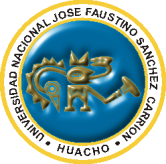 UNIVERSIDAD NACIONAL JOSE FAUSTINO SANCHEZ CARRION
• HUACHO •